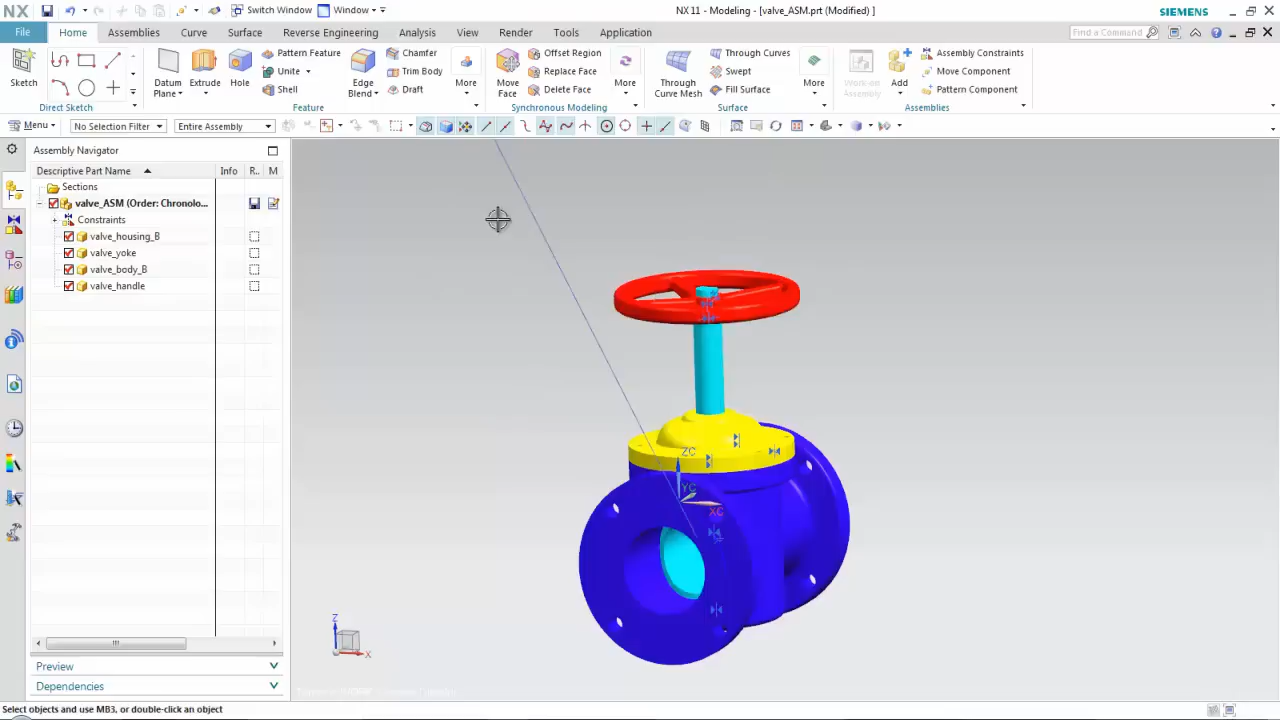 NX
Switch Window
Window
NX 11 - Modeling - [valve_ASM.prt (Modified) ]
SIEMENS
File
Home
Assemblies
Curve
Surface
Reverse Engineering
Analysis
View
Render
Tools
Application
Find a Command
Sketch
Direct Sketch
Datum Plane
Extrude
Hole
Pattern Feature
Unite
Shell
Edge Blend
Chamfer
Trim Body
Draft
More
Feature
Move Face
Offset Region
Replace Face
Delete Face
More
Synchronous Modeling
Through Curve Mesh
Through Curves
Swept
Fill Surface
More
Surface
Work on Assembly
Add
Assembly Constraints
Move Component
Pattern Component
Assemblies
Menu
No Selection Filter
Entire Assembly
Assembly Navigator
Descriptive Part Name
Info
R..
M
Sections
valve_ASM (Order: Chronolo...
Constraints
valve_housing_B
valve_yoke
valve_body_B
valve_handle
Preview
Dependencies
ZC
YC
XC
Z
X
Select objects and use MB3, or double-click an object